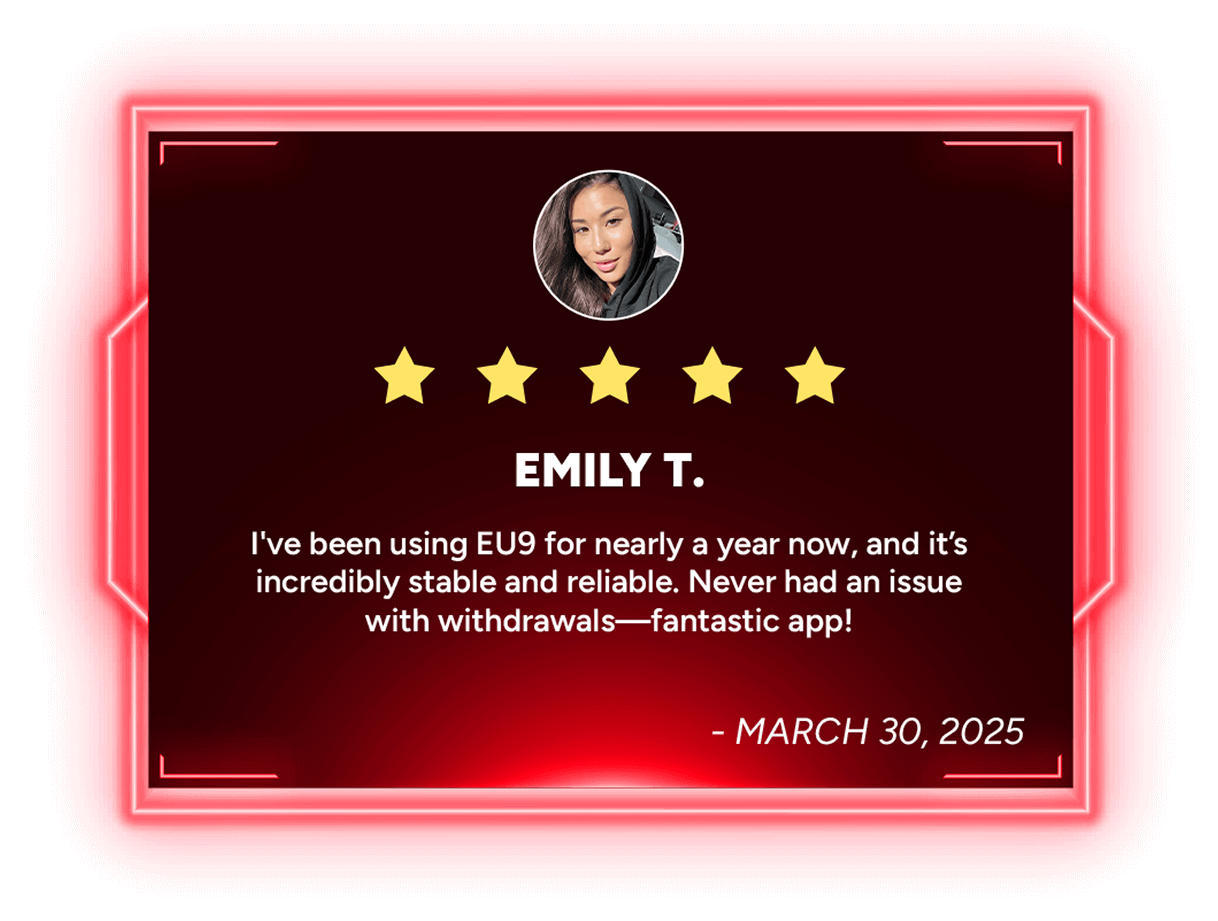 EMILY T.
I've been using EU9 for nearly a year now, and it’s
incredibly stable and reliable. Never had an issue
with withdrawals—fantastic app!
- MARCH 30, 2025